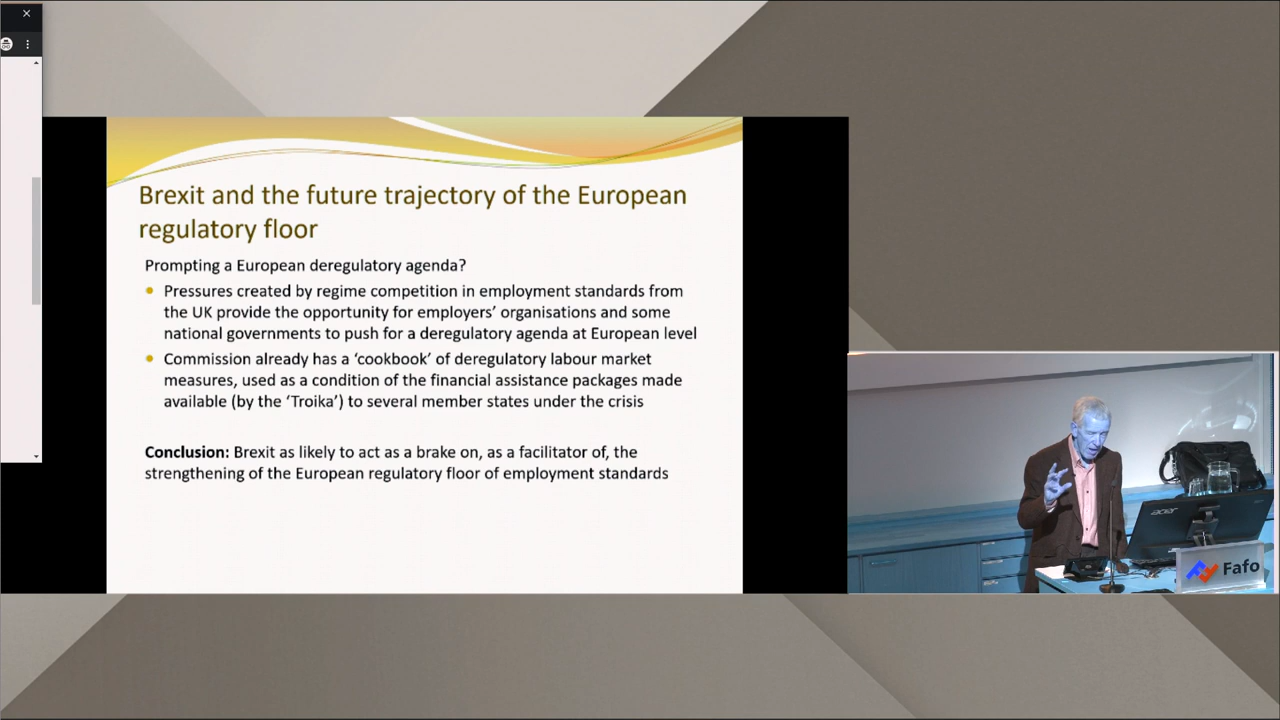 Brexit and the future trajectory of the European
regulatory floor
Prompting a European deregulatory agenda?
Pressures created by regime competition in employment standards from
the UK provide the opportunity for employers’ organisations and some
national governments to push for a deregulatory agenda at European level
Commission already has a ‘cookbook’ of deregulatory labour market
measures, used as a condition of the financial assistance packages made
available (by the ‘Troika’) to several member states under the crisis
Conclusion: Brexit as likely to act as a brake on, as a facilitator of, the
strengthening of the European regulatory floor of employment standards
acer
Fafo